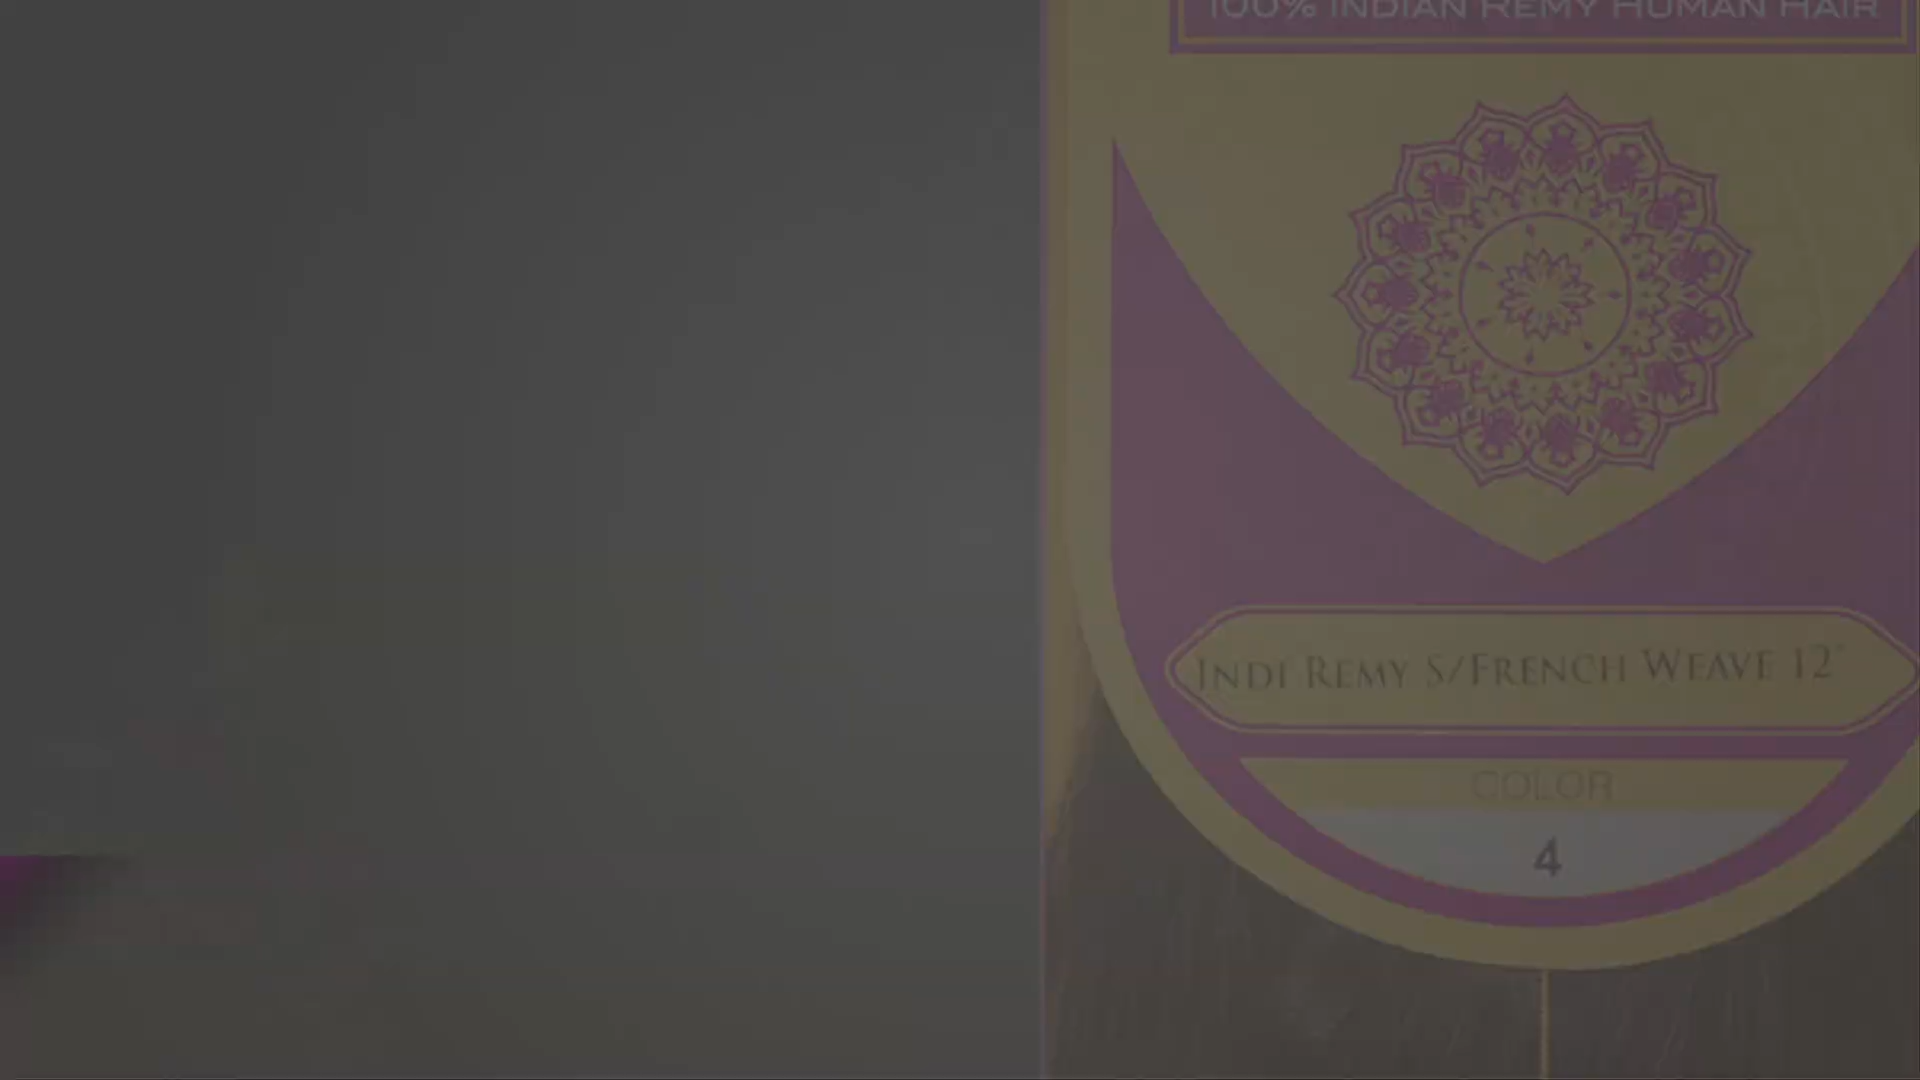 100% INDIAN REMY HUMAN HAIR
INDI REMY S/FRENCH WEAVE 12"
COLOR
4